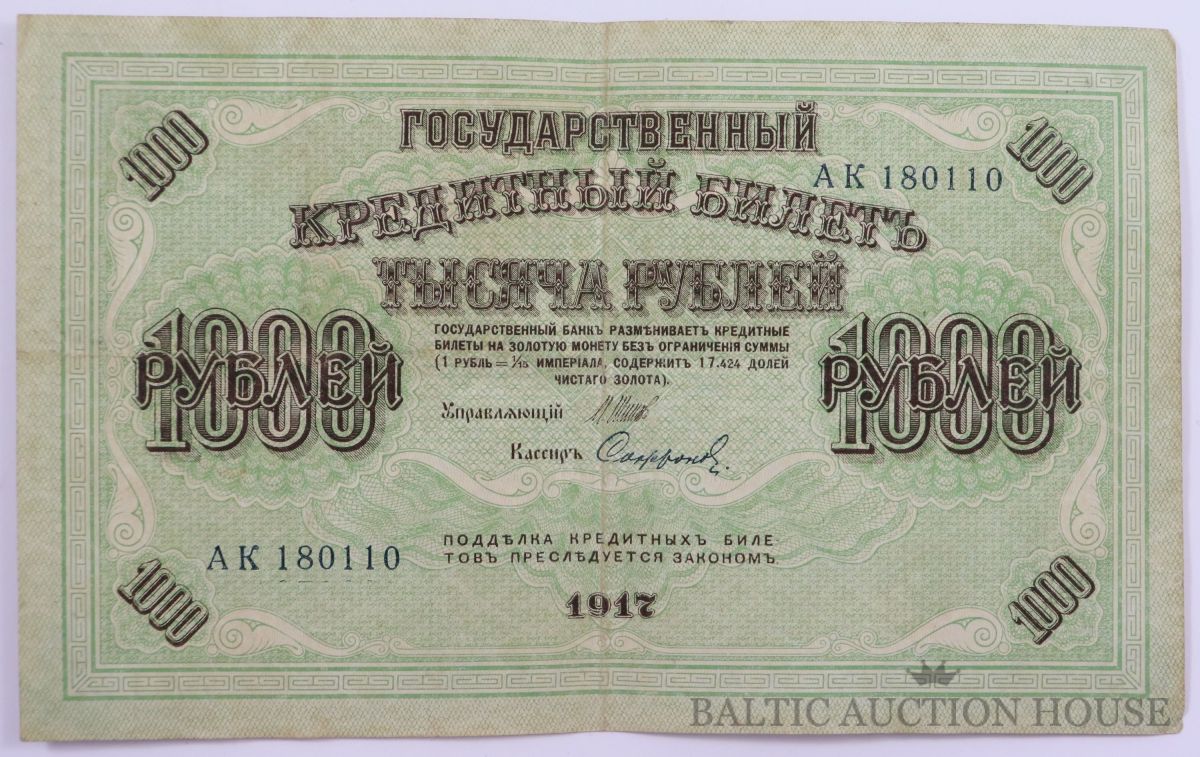 1000
1000
ГОСУДАРСТВЕННЫЙ
КРЕДИТНЫЙ БИЛЕТЪ
АК 180110
ТЫСЯЧА РУБЛЕЙ
1000
РУБЛЕЙ
1000
РУБЛЕЙ
ГОСУДАРСТВЕННЫЙ БАНКЪ РАЗМѢНИВАЕТЪ КРЕДИТНЫЕ
БИЛЕТЫ НА ЗОЛОТУЮ МОНЕТУ БЕЗЪ ОГРАНИЧЕНІЯ СУММЫ
(1 РУБЛЬ = 1/15 ИМПЕРІАЛА, СОДЕРЖИТЪ 17.424 ДОЛЕЙ
ЧИСТАГО ЗОЛОТА).
Управляющій
Кассиръ Софронов
АК 180110
ПОДДѢЛКА КРЕДИТНЫХЪ БИЛЕ
ТОВЪ ПРЕСЛѢДУЕТСЯ ЗАКОНОМЪ.
1917
1000
1000
BALTIC AUCTION HOUSE